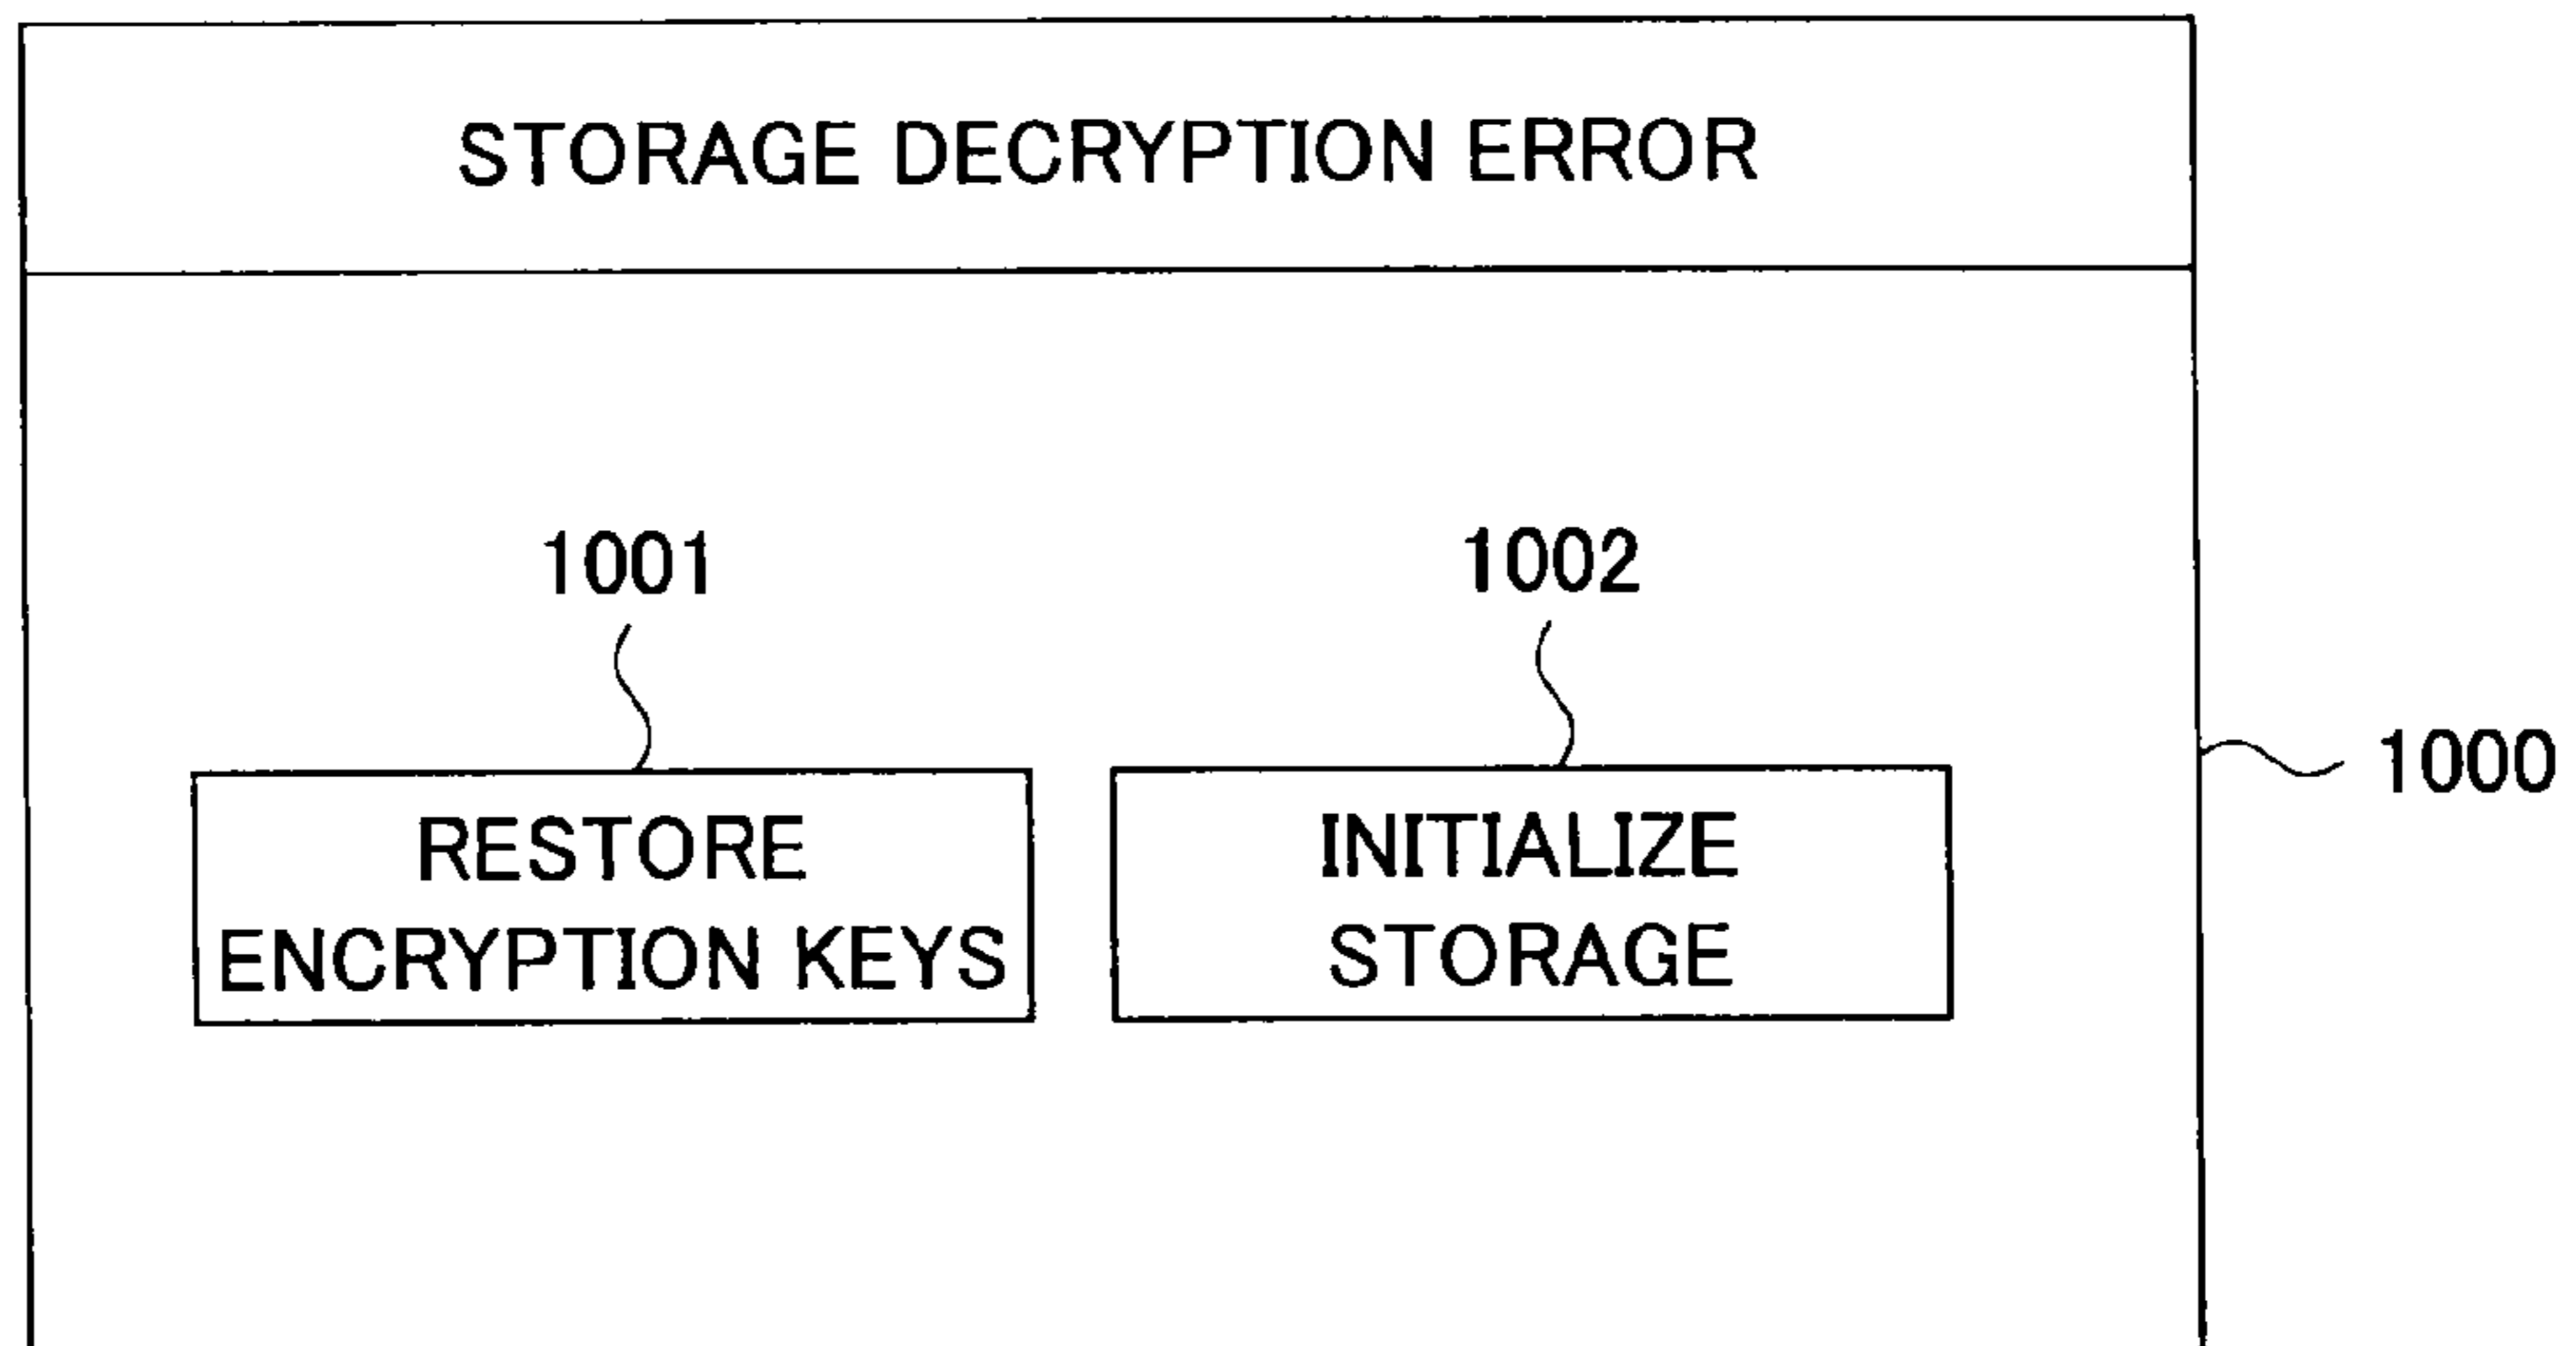 STORAGE DECRYPTION ERROR
1001
1002
1000
RESTORE
ENCRYPTION KEYS
INITIALIZE
STORAGE